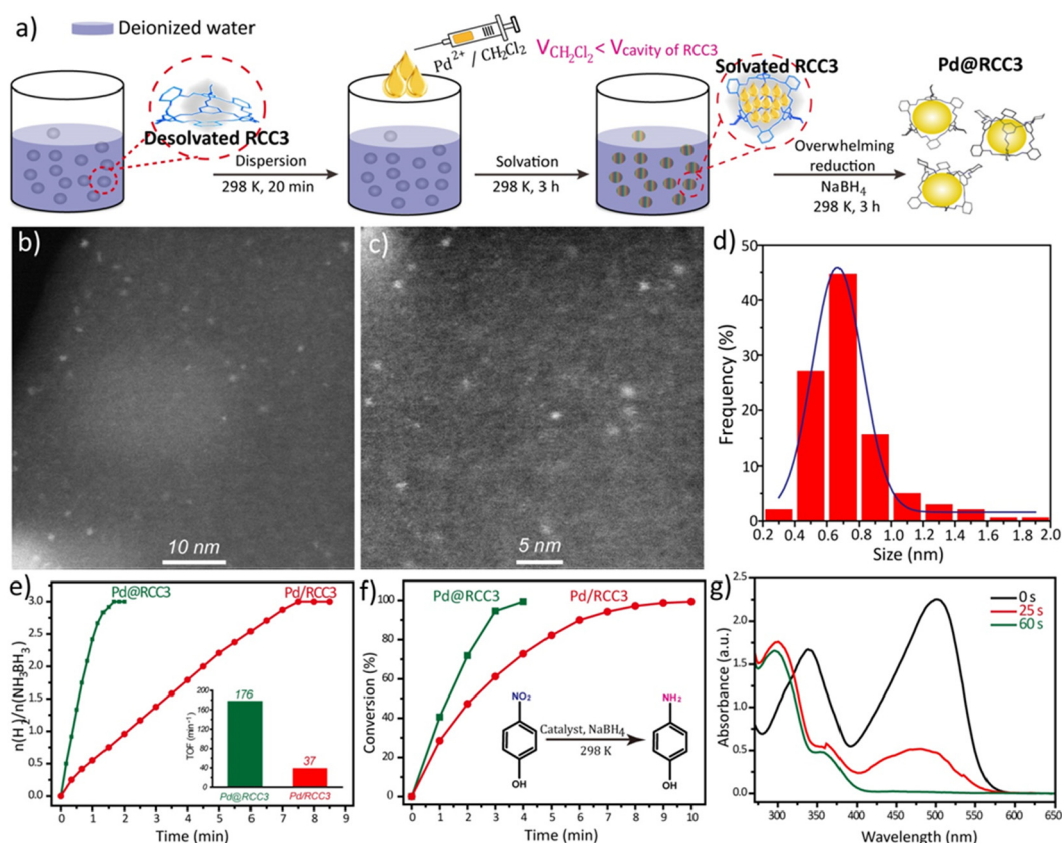 a)
Deionized water
Pd2+ / CH2Cl2
VCH2Cl2 < Vcavity of RCC3
Desolvated RCC3
Dispersion
298 K, 20 min
Solvation
298 K, 3 h
Solvated RCC3
Overwhelming
reduction
NaBH4
298 K, 3 h
Pd@RCC3
b)
10 nm
c)
5 nm
d)
Frequency (%)
50
40
30
20
10
0
0.2 0.4 0.6 0.8 1.0 1.2 1.4 1.6 1.8 2.0
Size (nm)
e)
Pd@RCC3
Pd/RCC3
n(H2)/n(NH3BH3)
3.0
2.5
2.0
1.5
1.0
0.5
0.0
0 1 2 3 4 5 6 7 8 9
Time (min)
TOF (min-1)
200
160
120
80
40
0
176
37
Pd@RCC3
Pd/RCC3
f)
Pd@RCC3
Pd/RCC3
Conversion (%)
100
80
60
40
20
0
0 1 2 3 4 5 6 7 8 9 10
Time (min)
NO2
OH
Catalyst, NaBH4
298 K
NH2
OH
g)
Absorbance (a.u.)
2.5
2.0
1.5
1.0
0.5
0.0
300 350 400 450 500 550 600 650
Wavelength (nm)
0 s
25 s
60 s